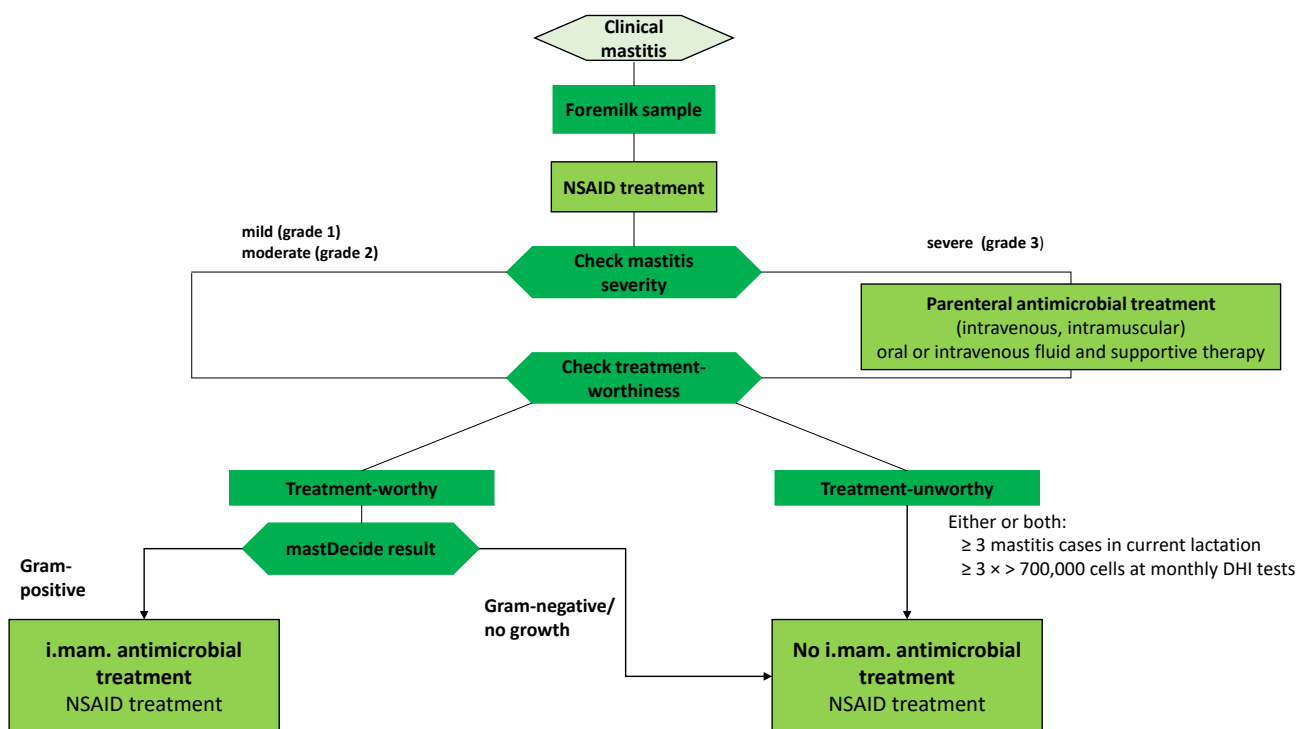 Clinical
mastitis
Foremilk sample
NSAID treatment
mild (grade 1)
moderate (grade 2)
severe (grade 3)
Check mastitis
severity
Parenteral antimicrobial treatment
(intravenous, intramuscular)
oral or intravenous fluid and supportive therapy
Check treatment-
worthiness
Treatment-worthy
Treatment-unworthy
Either or both:
≥ 3 mastitis cases in current lactation
≥ 3 × > 700,000 cells at monthly DHI tests
mastDecide result
Gram-
positive
Gram-negative/
no growth
i.mam. antimicrobial
treatment
NSAID treatment
No i.mam. antimicrobial
treatment
NSAID treatment